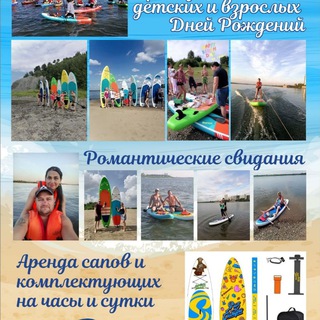 детских и взрослых
Дней Рождений
Романтические свидания
Аренда сапов и
комплектующих
на часы и сутки